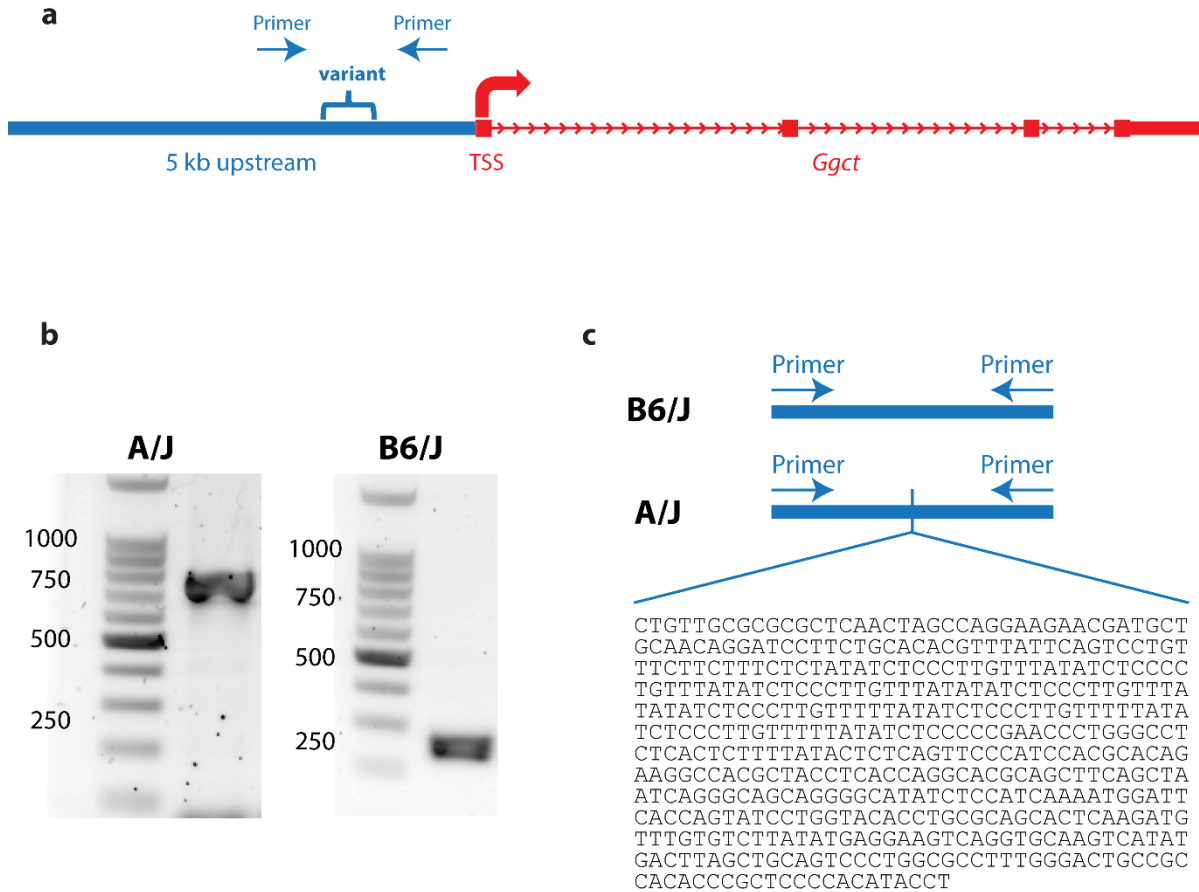 a
Primer Primer
variant
5 kb upstream TSS Ggct
b
A/J B6/J
1000
750
500
250
1000
750
500
250
c
Primer Primer
B6/J
Primer Primer
A/J
CTGTTGCGCGCGCTCAACTAGCCAGGAAGAACGATGCT
GCAACAGGATCCTTCTGCACACGTTTATTCAGTCCTGT
TTCTTCTTTCTCTATATCTCCCTTGTTTATATCTCCCC
TGTTTATATCTCCCTTGTTTATATATCTCCCTTGTTTA
TATATCTCCCTTGTTTTTATATCTCCCTTGTTTTTATA
TCTCCCTTGTTTTTATATCTCCCCCGAACCCTGGGCCT
CTCACTCTTTTATACTCTCAGTTCCCATCCACGCACAG
AAGGCCACGCTACCTCACCAGGCACGCAGCTTCAGCTA
ATCAGGGCAGCAGGGGCATATCTCCATCAAAATGGATT
CACCAGTATCCTGGTACACCTGCGCAGCACTCAAGATG
TTTGTGTCTTATATGAGGAAGTCAGGTGCAAGTCATAT
GACTTAGCTGCAGTCCCTGGCGCCTTTGGGACTGCCGC
CACACCCGCTCCCCACATACCT